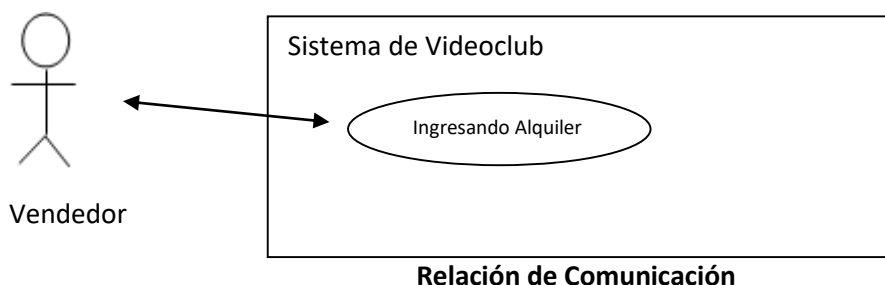 Sistema de Videoclub
Ingresando Alquiler
Vendedor
Relación de Comunicación